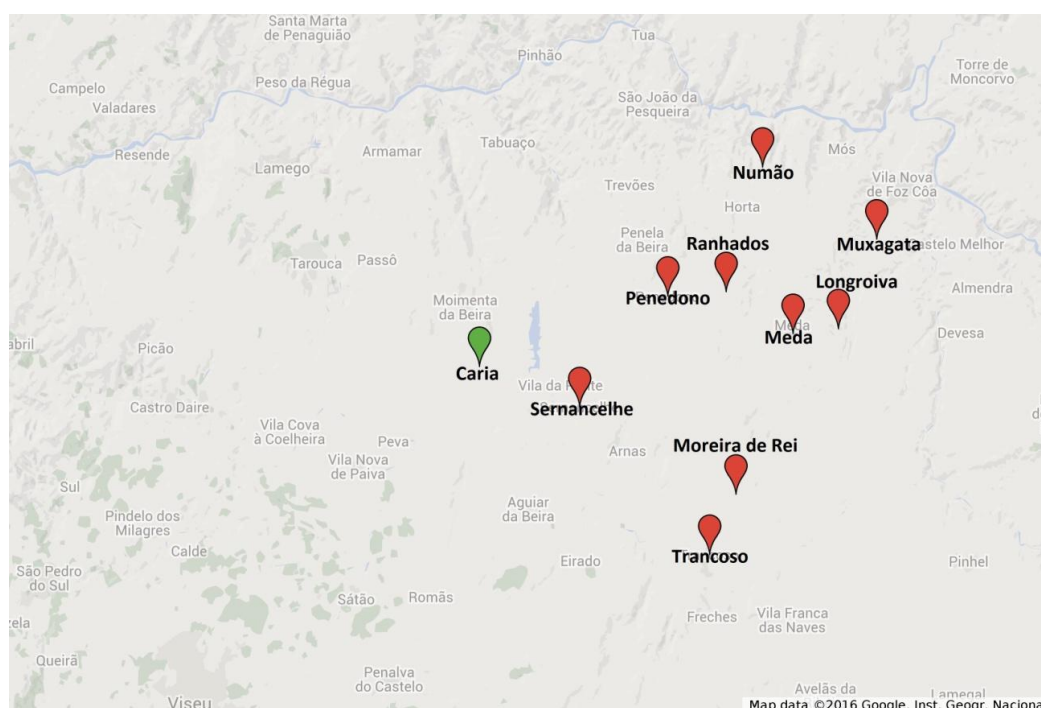 Santa Marta
de Penaguião
Tua
Pinhão
Campelo
Peso da Régua
Torre de
Moncorvo
Valadares
São João da
Pesqueira
Resende
Armamar
Tabuaço
Lamego
Mós
Numão
Trevões
Vila Nova
de Foz Côa
Horta
Penela
da Beira
Ranhados
Muxagata
Castelo Melhor
Tarouca
Passô
Longroiva
Penedono
Almendra
Moimenta
da Beira
Meda
Meda
Devesa
Picão
Caria
Vila da Ponte
Castro Daire
Sernancelhe
Vila Cova
à Coelheira
Peva
Moreira de Rei
Arnas
Vila Nova
de Paiva
Sul
Aguiar
da Beira
Pindelo dos
Milagres
Calde
Trancoso
Eirado
Pinhel
São Pedro
do Sul
Sátão
Romãs
Freches
Vila Franca
das Naves
Queirã
Penalva
do Castelo
Viseu
Avelãs da
Lamegal
Map data ©2016 Google, Inst. Geogr. Naciona